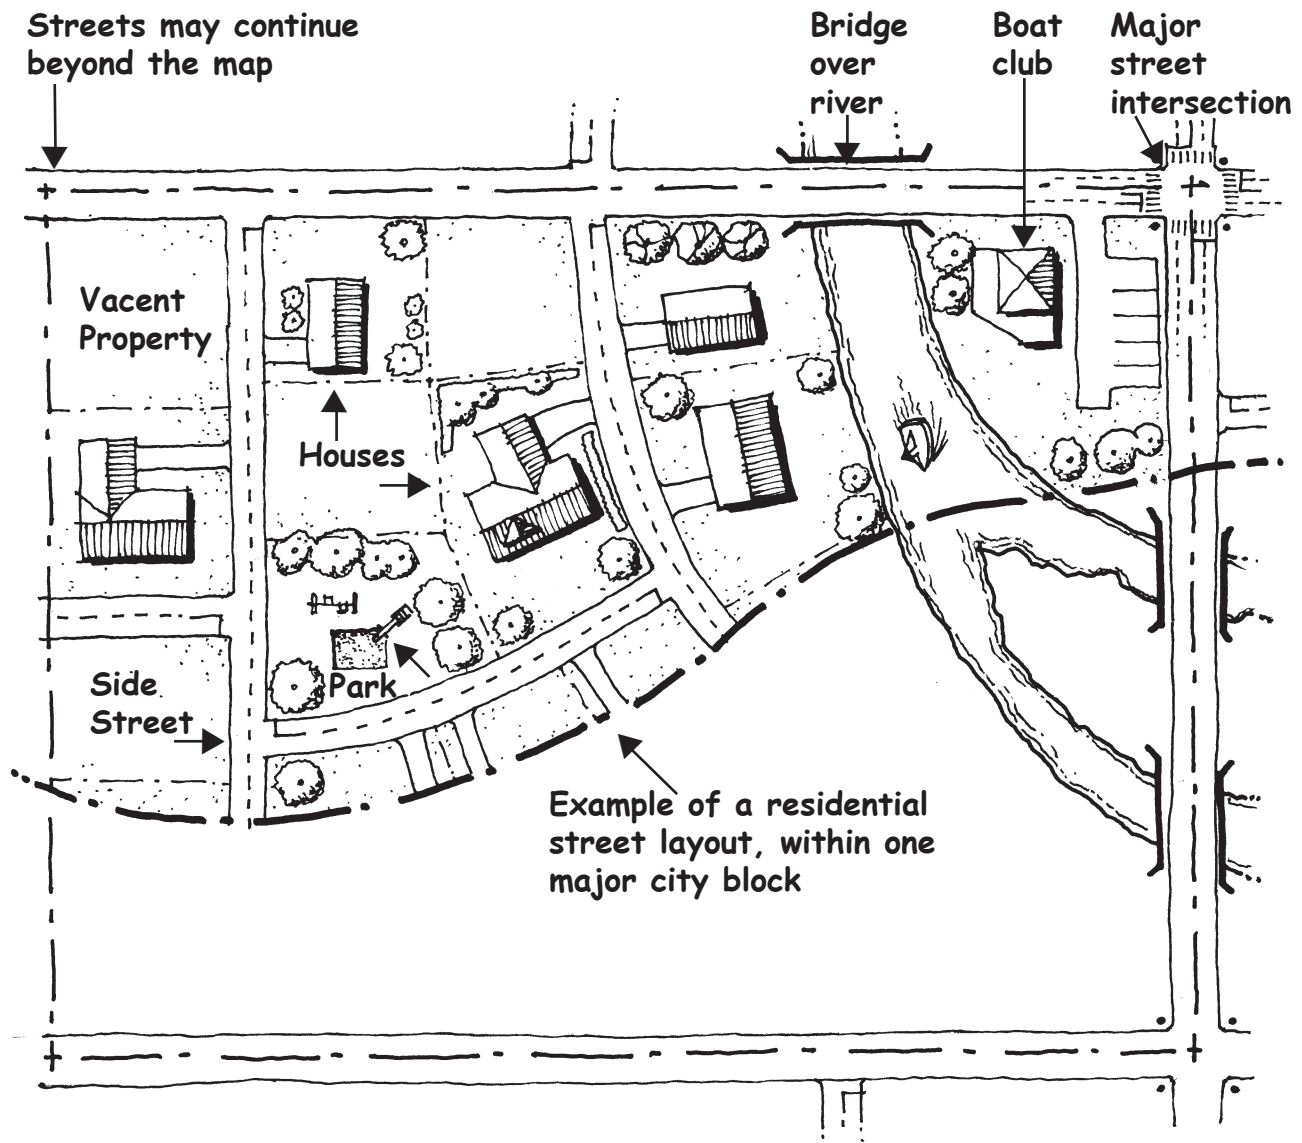 Streets may continue
beyond the map
Bridge
over
river
Boat
club
Major
street
intersection
Vacent
Property
Houses
Side
Street
Park
Example of a residential
street layout, within one
major city block